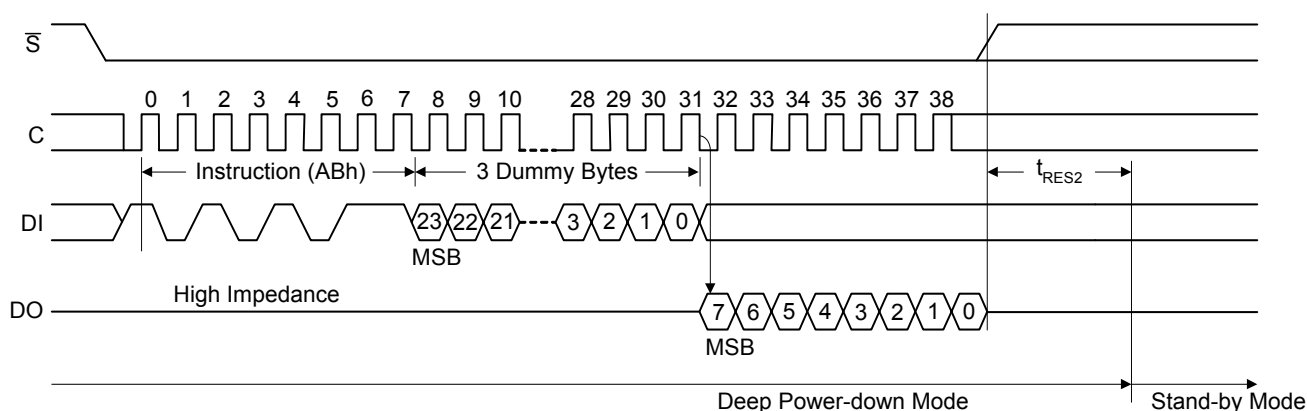 S
0 1 2 3 4 5 6 7 8 9 10 28 29 30 31 32 33 34 35 36 37 38
C
Instruction (ABh) 3 Dummy Bytes tRES2
DI 23 22 21 3 2 1 0
MSB
High Impedance
DO 7 6 5 4 3 2 1 0
MSB
Deep Power-down Mode Stand-by Mode